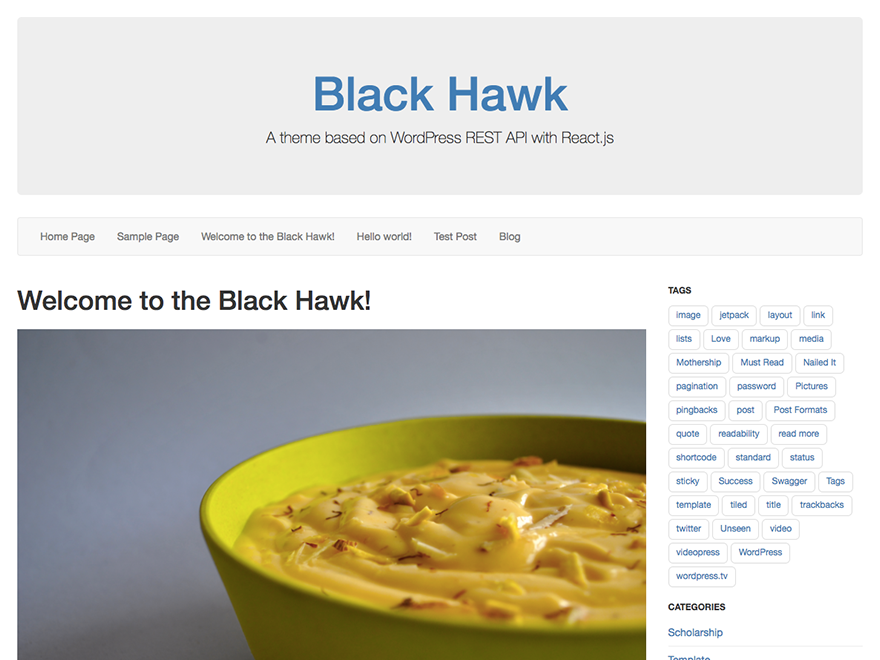 Black Hawk
A theme based on WordPress REST API with React.js
Home Page Sample Page Welcome to the Black Hawk! Hello world! Test Post Blog
Welcome to the Black Hawk!
TAGS
image jetpack layout link
lists Love markup media
Mothership Must Read Nailed It
pagination password Pictures
pingbacks post Post Formats
quote readability read more
shortcode standard status
sticky Success Swagger Tags
template tiled title trackbacks
twitter Unseen video
videopress WordPress
wordpress.tv
CATEGORIES
Scholarship
Template